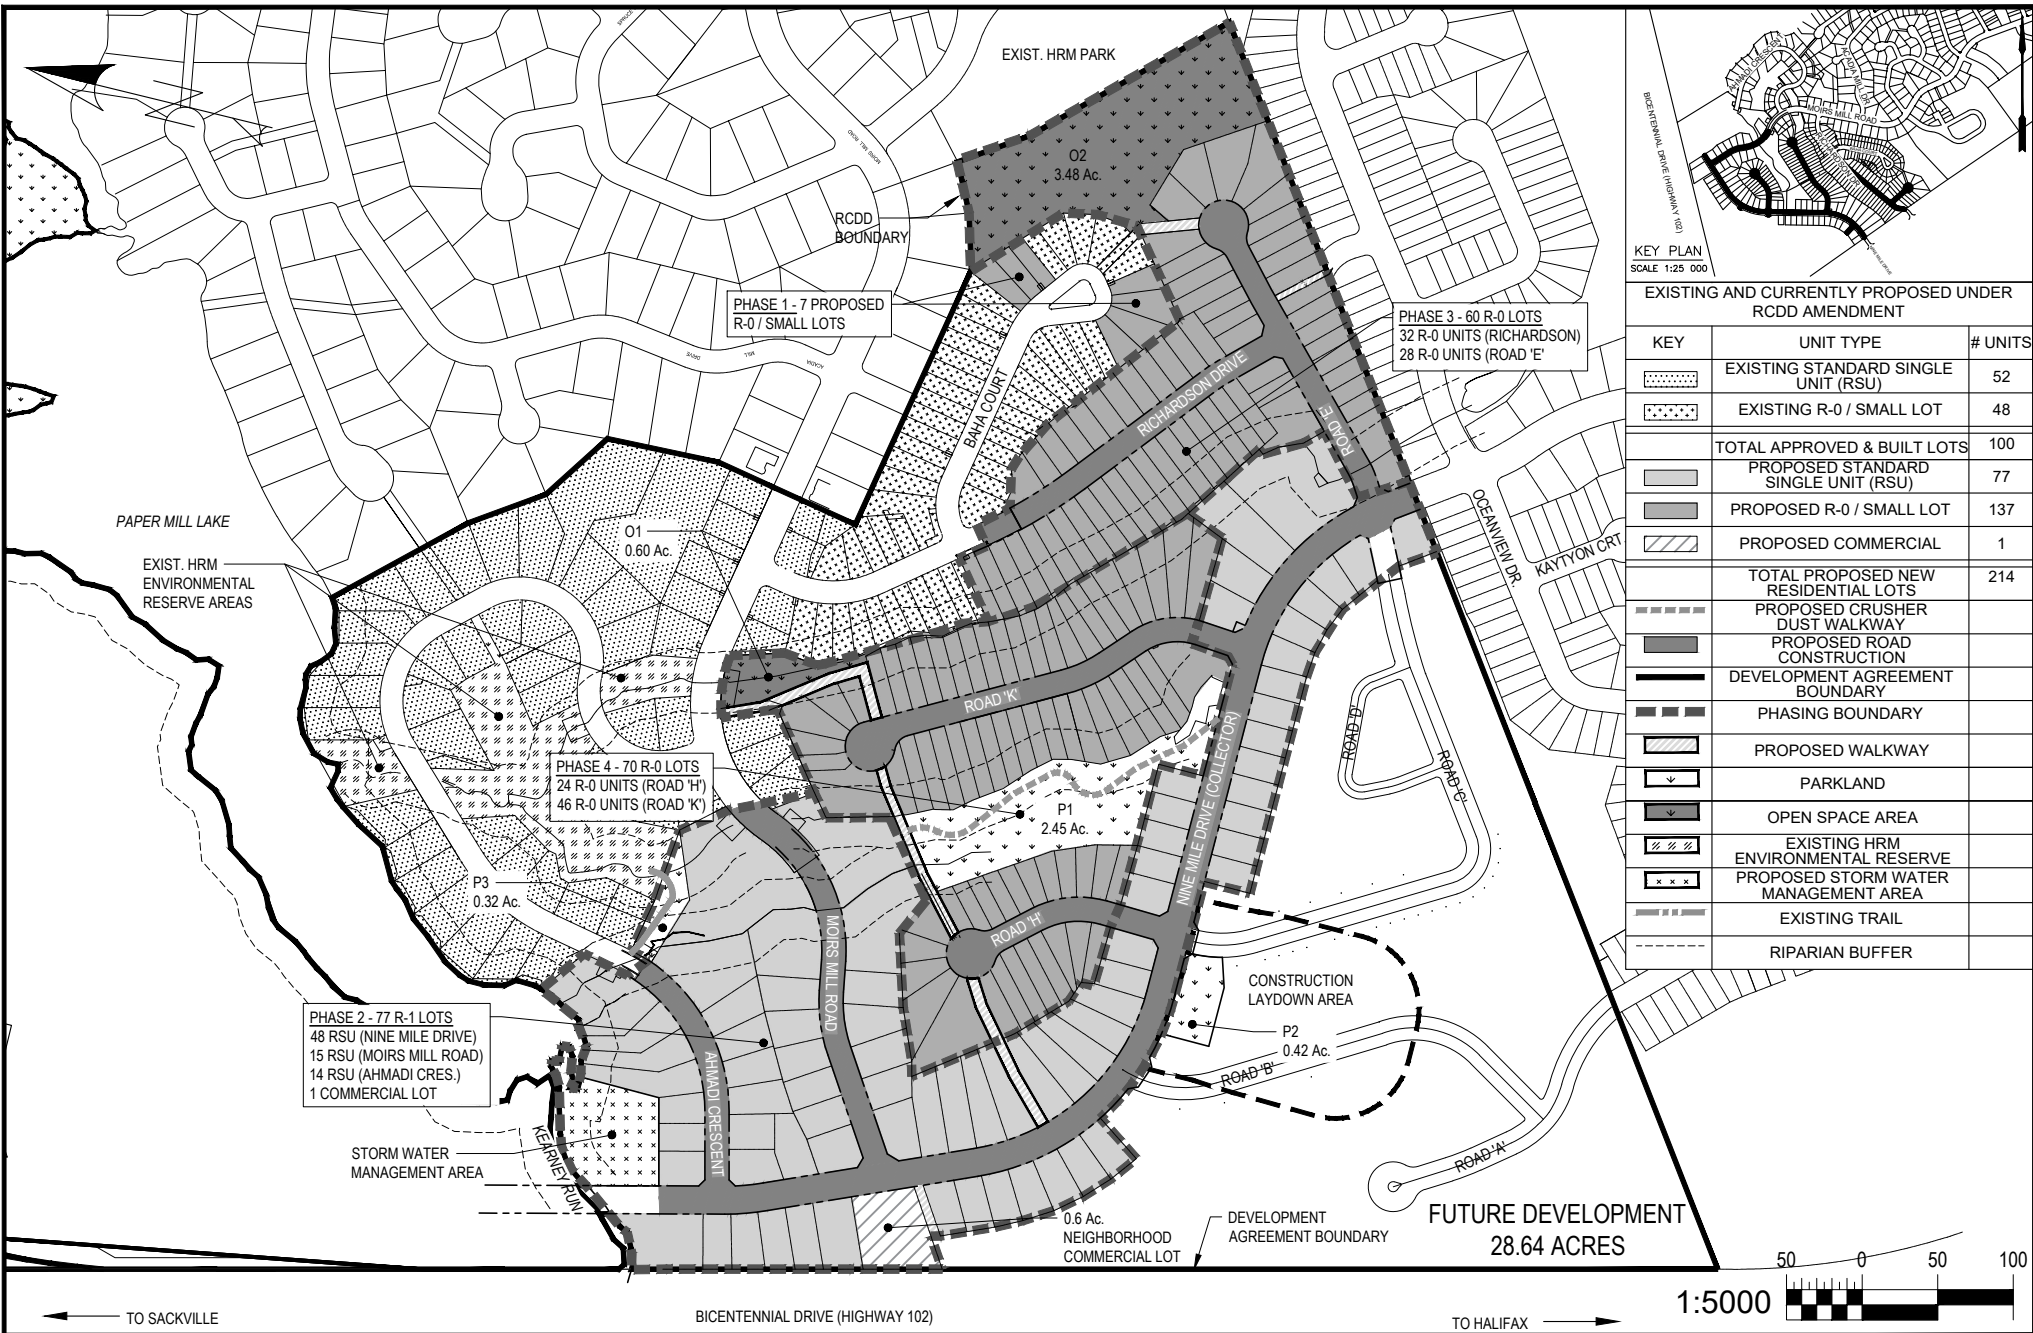 EXIST. HRM PARK
SPRUCE
MOIRS MILL ROAD
O2
3.48 Ac.
RCDD
BOUNDARY
PHASE 1 - 7 PROPOSED
R-0 / SMALL LOTS
PHASE 3 - 60 R-0 LOTS
32 R-0 UNITS (RICHARDSON)
28 R-0 UNITS (ROAD 'E'
DRIVE
MILL
ACADIA
BAHA COURT
RICHARDSON DRIVE
ROAD 'E'
PAPER MILL LAKE
O1
0.60 Ac.
EXIST. HRM
ENVIRONMENTAL
RESERVE AREAS
OCEANVIEW DR.
KAYTYON CRT.
ROAD 'K'
PHASE 4 - 70 R-0 LOTS
24 R-0 UNITS (ROAD 'H')
46 R-0 UNITS (ROAD 'K')
P1
2.45 Ac.
NINE MILE DRIVE (COLLECTOR)
ROAD 'D'
ROAD 'C'
P3
0.32 Ac.
MOIRS MILL ROAD
ROAD 'H'
CONSTRUCTION
LAYDOWN AREA
PHASE 2 - 77 R-1 LOTS
48 RSU (NINE MILE DRIVE)
15 RSU (MOIRS MILL ROAD)
14 RSU (AHMADI CRES.)
1 COMMERCIAL LOT
P2
0.42 Ac.
ROAD 'B'
AHMADI CRESCENT
STORM WATER
MANAGEMENT AREA
KEARNEY RUN
ROAD 'A'
0.6 Ac.
NEIGHBORHOOD
COMMERCIAL LOT
DEVELOPMENT
AGREEMENT BOUNDARY
FUTURE DEVELOPMENT
28.64 ACRES
TO SACKVILLE
BICENTENNIAL DRIVE (HIGHWAY 102)
TO HALIFAX
1:5000
50 0 50 100
BICENTENNIAL DRIVE (HIGHWAY 102)
AHMADI CRESCENT
ACADIA MILL DR.
MOIRS MILL ROAD
KEY PLAN
SCALE 1:25 000
EXISTING AND CURRENTLY PROPOSED UNDER
RCDD AMENDMENT
KEY UNIT TYPE # UNITS
EXISTING STANDARD SINGLE
UNIT (RSU) 52
EXISTING R-0 / SMALL LOT 48
TOTAL APPROVED & BUILT LOTS 100
PROPOSED STANDARD
SINGLE UNIT (RSU) 77
PROPOSED R-0 / SMALL LOT 137
PROPOSED COMMERCIAL 1
TOTAL PROPOSED NEW
RESIDENTIAL LOTS 214
PROPOSED CRUSHER
DUST WALKWAY
PROPOSED ROAD
CONSTRUCTION
DEVELOPMENT AGREEMENT
BOUNDARY
PHASING BOUNDARY
PROPOSED WALKWAY
PARKLAND
OPEN SPACE AREA
EXISTING HRM
ENVIRONMENTAL RESERVE
PROPOSED STORM WATER
MANAGEMENT AREA
EXISTING TRAIL
RIPARIAN BUFFER